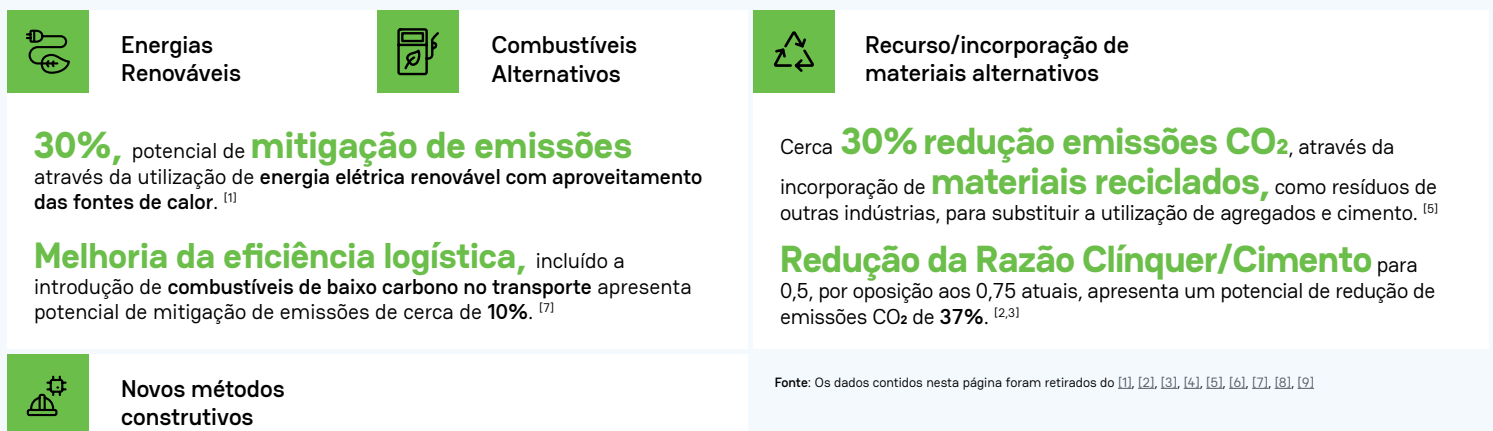 Energias
Renováveis
Combustíveis
Alternativos
30%, potencial de mitigação de emissões
através da utilização de energia elétrica renovável com aproveitamento
das fontes de calor. [1]
Melhoria da eficiência logística, incluído a
introdução de combustíveis de baixo carbono no transporte apresenta
potencial de mitigação de emissões de cerca de 10%. [7]
Recurso/incorporação de
materiais alternativos
Cerca 30% redução emissões CO₂, através da
incorporação de materiais reciclados, como resíduos de
outras indústrias, para substituir a utilização de agregados e cimento. [5]
Redução da Razão Clínquer/Cimento para
0,5, por oposição aos 0,75 atuais, apresenta um potencial de redução de
emissões CO₂ de 37%. [2,3]
Novos métodos
construtivos
Fonte: Os dados contidos nesta página foram retirados do [1], [2], [3], [4], [5], [6], [7], [8], [9]